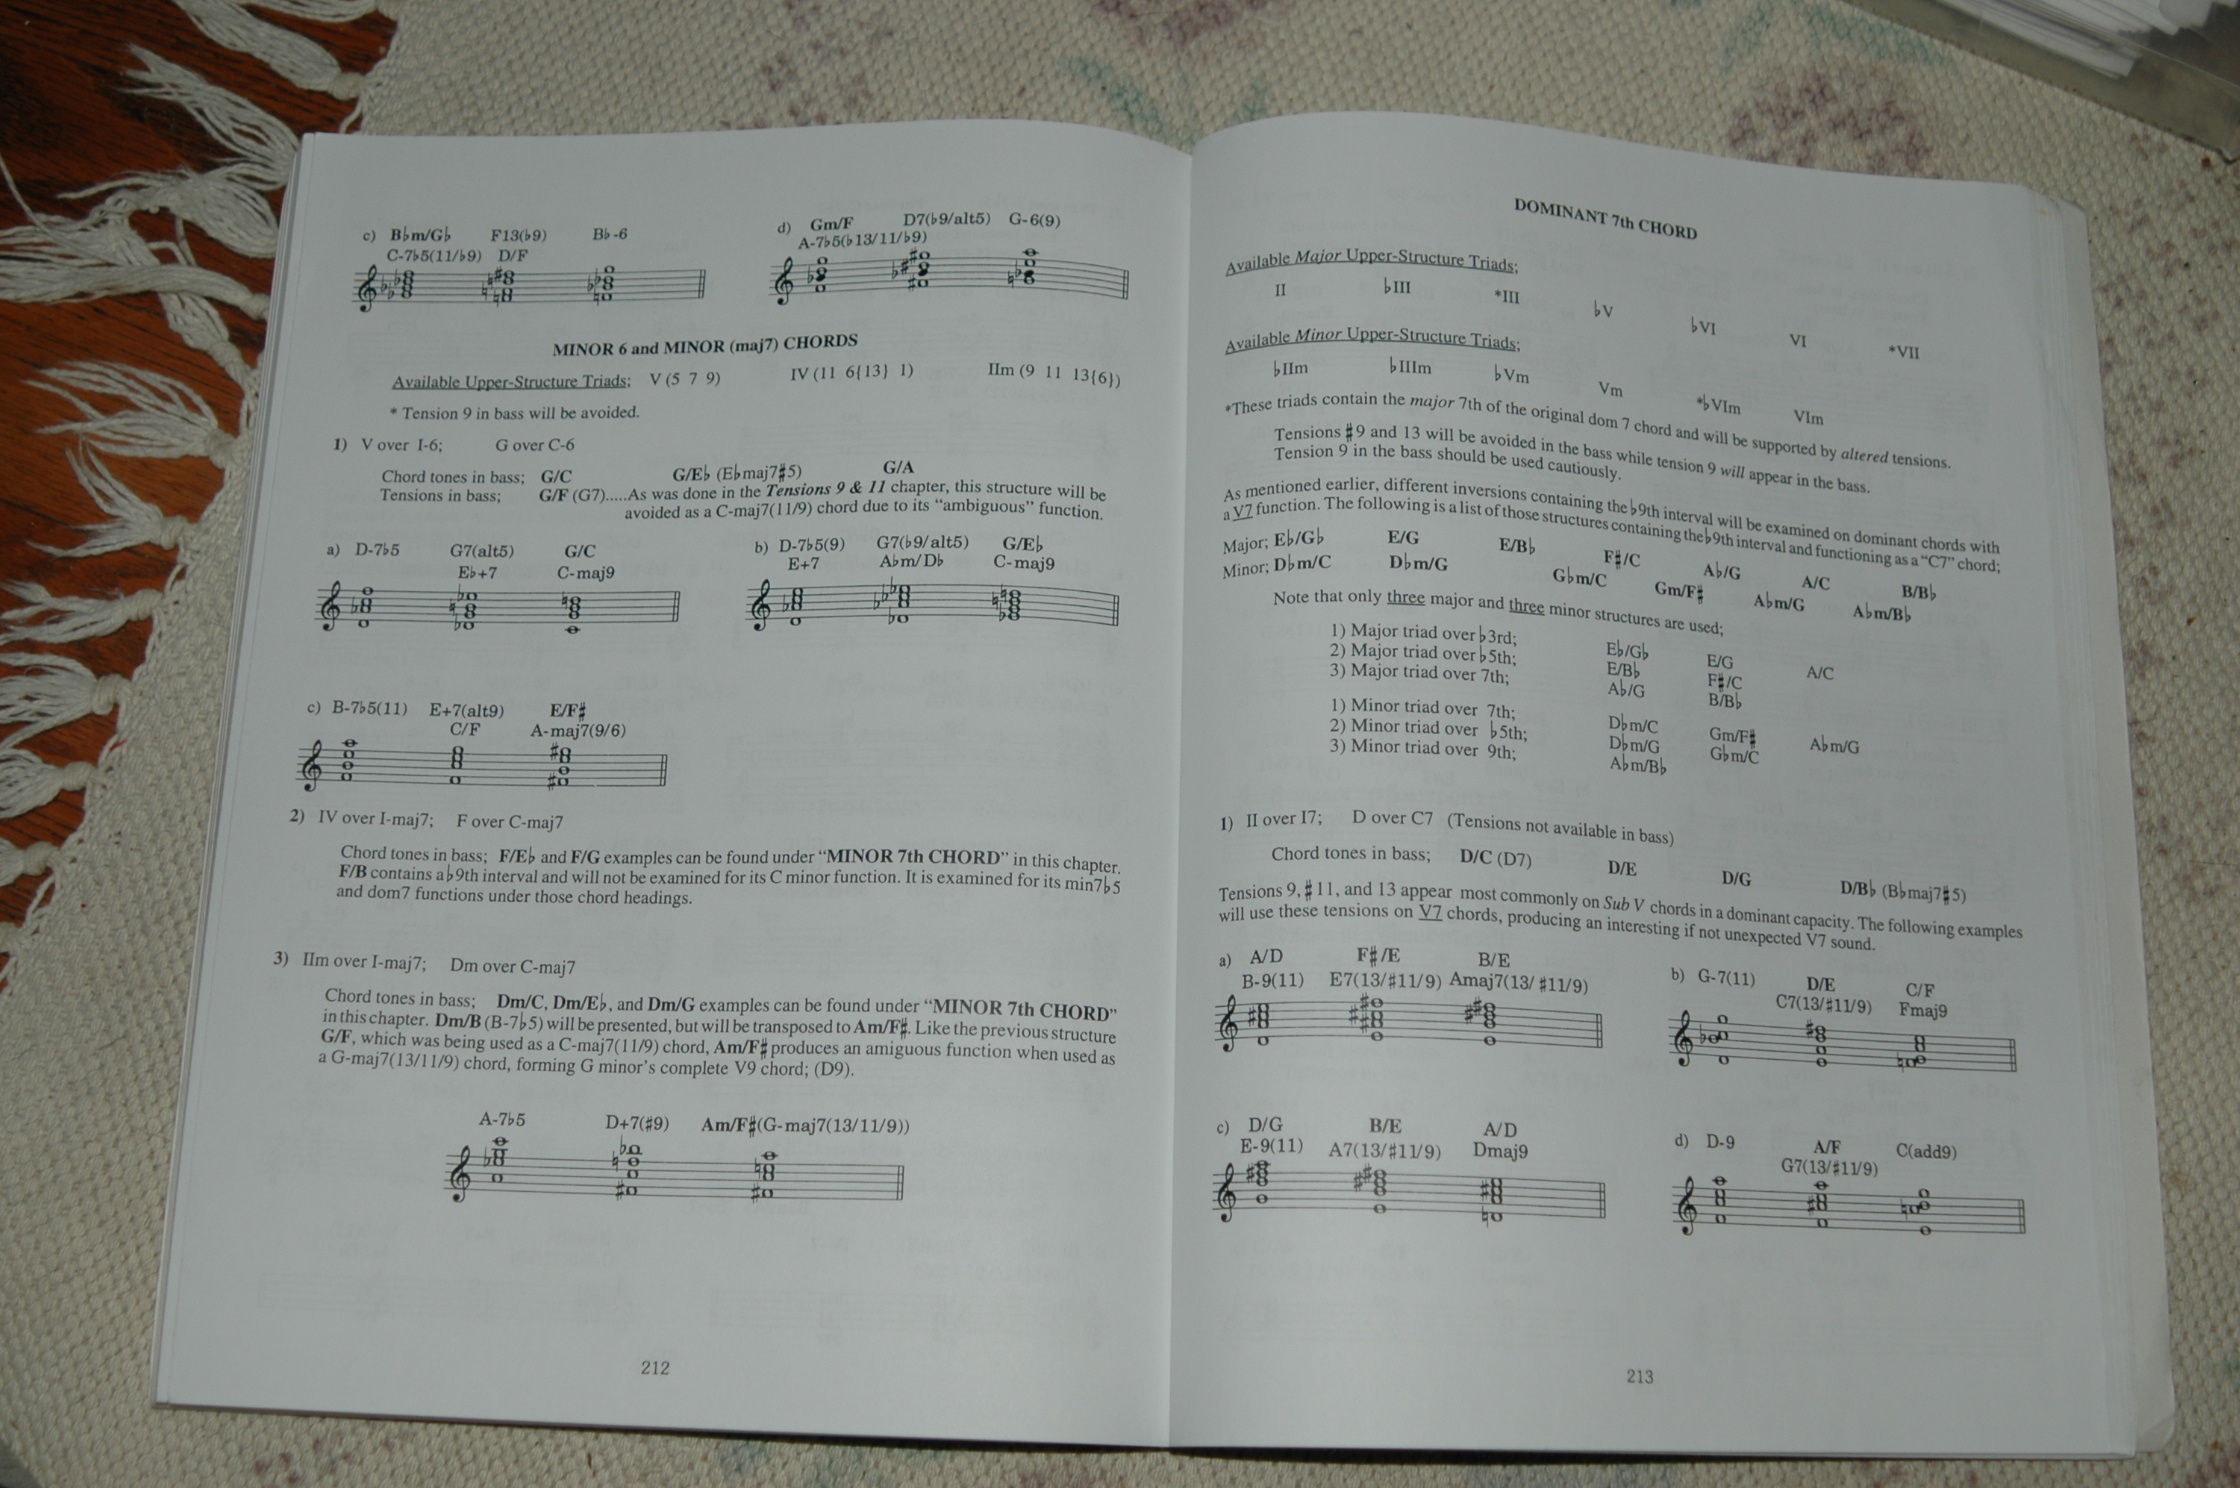 c) B♭m/G♭ F13(♭9) B♭-6
C-7♭5(11/♭9) D/F
d) Gm/F D7(♭9/alt5) G-6(9)
A-7♭5(♭13/11/♭9)
MINOR 6 and MINOR (maj7) CHORDS
Available Upper-Structure Triads; V (5 7 9) IV (11 6{13} 1) IIm (9 11 13{6})
* Tension 9 in bass will be avoided.
1) V over I-6; G over C-6
Chord tones in bass; G/C G/E♭ (E♭maj7♯5) G/A
Tensions in bass; G/F (G7).....As was done in the Tensions 9 & 11 chapter, this structure will be
avoided as a C-maj7(11/9) chord due to its “ambiguous” function.
a) D-7♭5 G7(alt5) G/C
E♭+7 C-maj9
b) D-7♭5(9) G7(♭9/alt5) G/E♭
E+7 A♭m/D♭ C-maj9
c) B-7♭5(11) E+7(alt9) E/F♯
C/F A-maj7(9/6)
2) IV over I-maj7; F over C-maj7
Chord tones in bass; F/E♭ and F/G examples can be found under “MINOR 7th CHORD” in this chapter.
F/B contains a♭9th interval and will not be examined for its C minor function. It is examined for its min7♭5
and dom7 functions under those chord headings.
3) IIm over I-maj7; Dm over C-maj7
Chord tones in bass; Dm/C, Dm/E♭, and Dm/G examples can be found under “MINOR 7th CHORD”
in this chapter. Dm/B (B-7♭5) will be presented, but will be transposed to Am/F♯. Like the previous structure
G/F, which was being used as a C-maj7(11/9) chord, Am/F♯ produces an amiguous function when used as
a G-maj7(13/11/9) chord, forming G minor’s complete V9 chord; (D9).
A-7♭5 D+7(♯9) Am/F♯(G-maj7(13/11/9))
212
DOMINANT 7th CHORD
Available Major Upper-Structure Triads;
II ♭III *III ♭V ♭VI VI *VII
Available Minor Upper-Structure Triads;
♭IIm ♭IIIm ♭Vm Vm *♭VIm VIm
*These triads contain the major 7th of the original dom 7 chord and will be supported by altered tensions.
Tensions ♯9 and 13 will be avoided in the bass while tension 9 will appear in the bass.
Tension 9 in the bass should be used cautiously.
As mentioned earlier, different inversions containing the ♭9th interval will be examined on dominant chords with
a V7 function. The following is a list of those structures containing the♭9th interval and functioning as a “C7” chord;
Major; E♭/G♭ E/G E/B♭ F♯/C A♭/G A/C B/B♭
Minor; D♭m/C D♭m/G G♭m/C Gm/F♯ A♭m/G A♭m/B♭
Note that only three major and three minor structures are used;
1) Major triad over♭3rd; E♭/G♭ E/G A/C
2) Major triad over♭5th; E/B♭ F♯/C
3) Major triad over 7th; A♭/G B/B♭
1) Minor triad over 7th; D♭m/C Gm/F♯ A♭m/G
2) Minor triad over ♭5th; D♭m/G G♭m/C
3) Minor triad over 9th; A♭m/B♭
1) II over I7; D over C7 (Tensions not available in bass)
Chord tones in bass; D/C (D7) D/E D/G D/B♭ (B♭maj7♯5)
Tensions 9, ♯11, and 13 appear most commonly on Sub V chords in a dominant capacity. The following examples
will use these tensions on V7 chords, producing an interesting if not unexpected V7 sound.
a) A/D F♯/E B/E
B-9(11) E7(13/♯11/9) Amaj7(13/ ♯11/9)
b) G-7(11) D/E C/F
C7(13/♯11/9) Fmaj9
c) D/G B/E A/D
E-9(11) A7(13/♯11/9) Dmaj9
d) D-9 A/F C(add9)
G7(13/♯11/9)
213